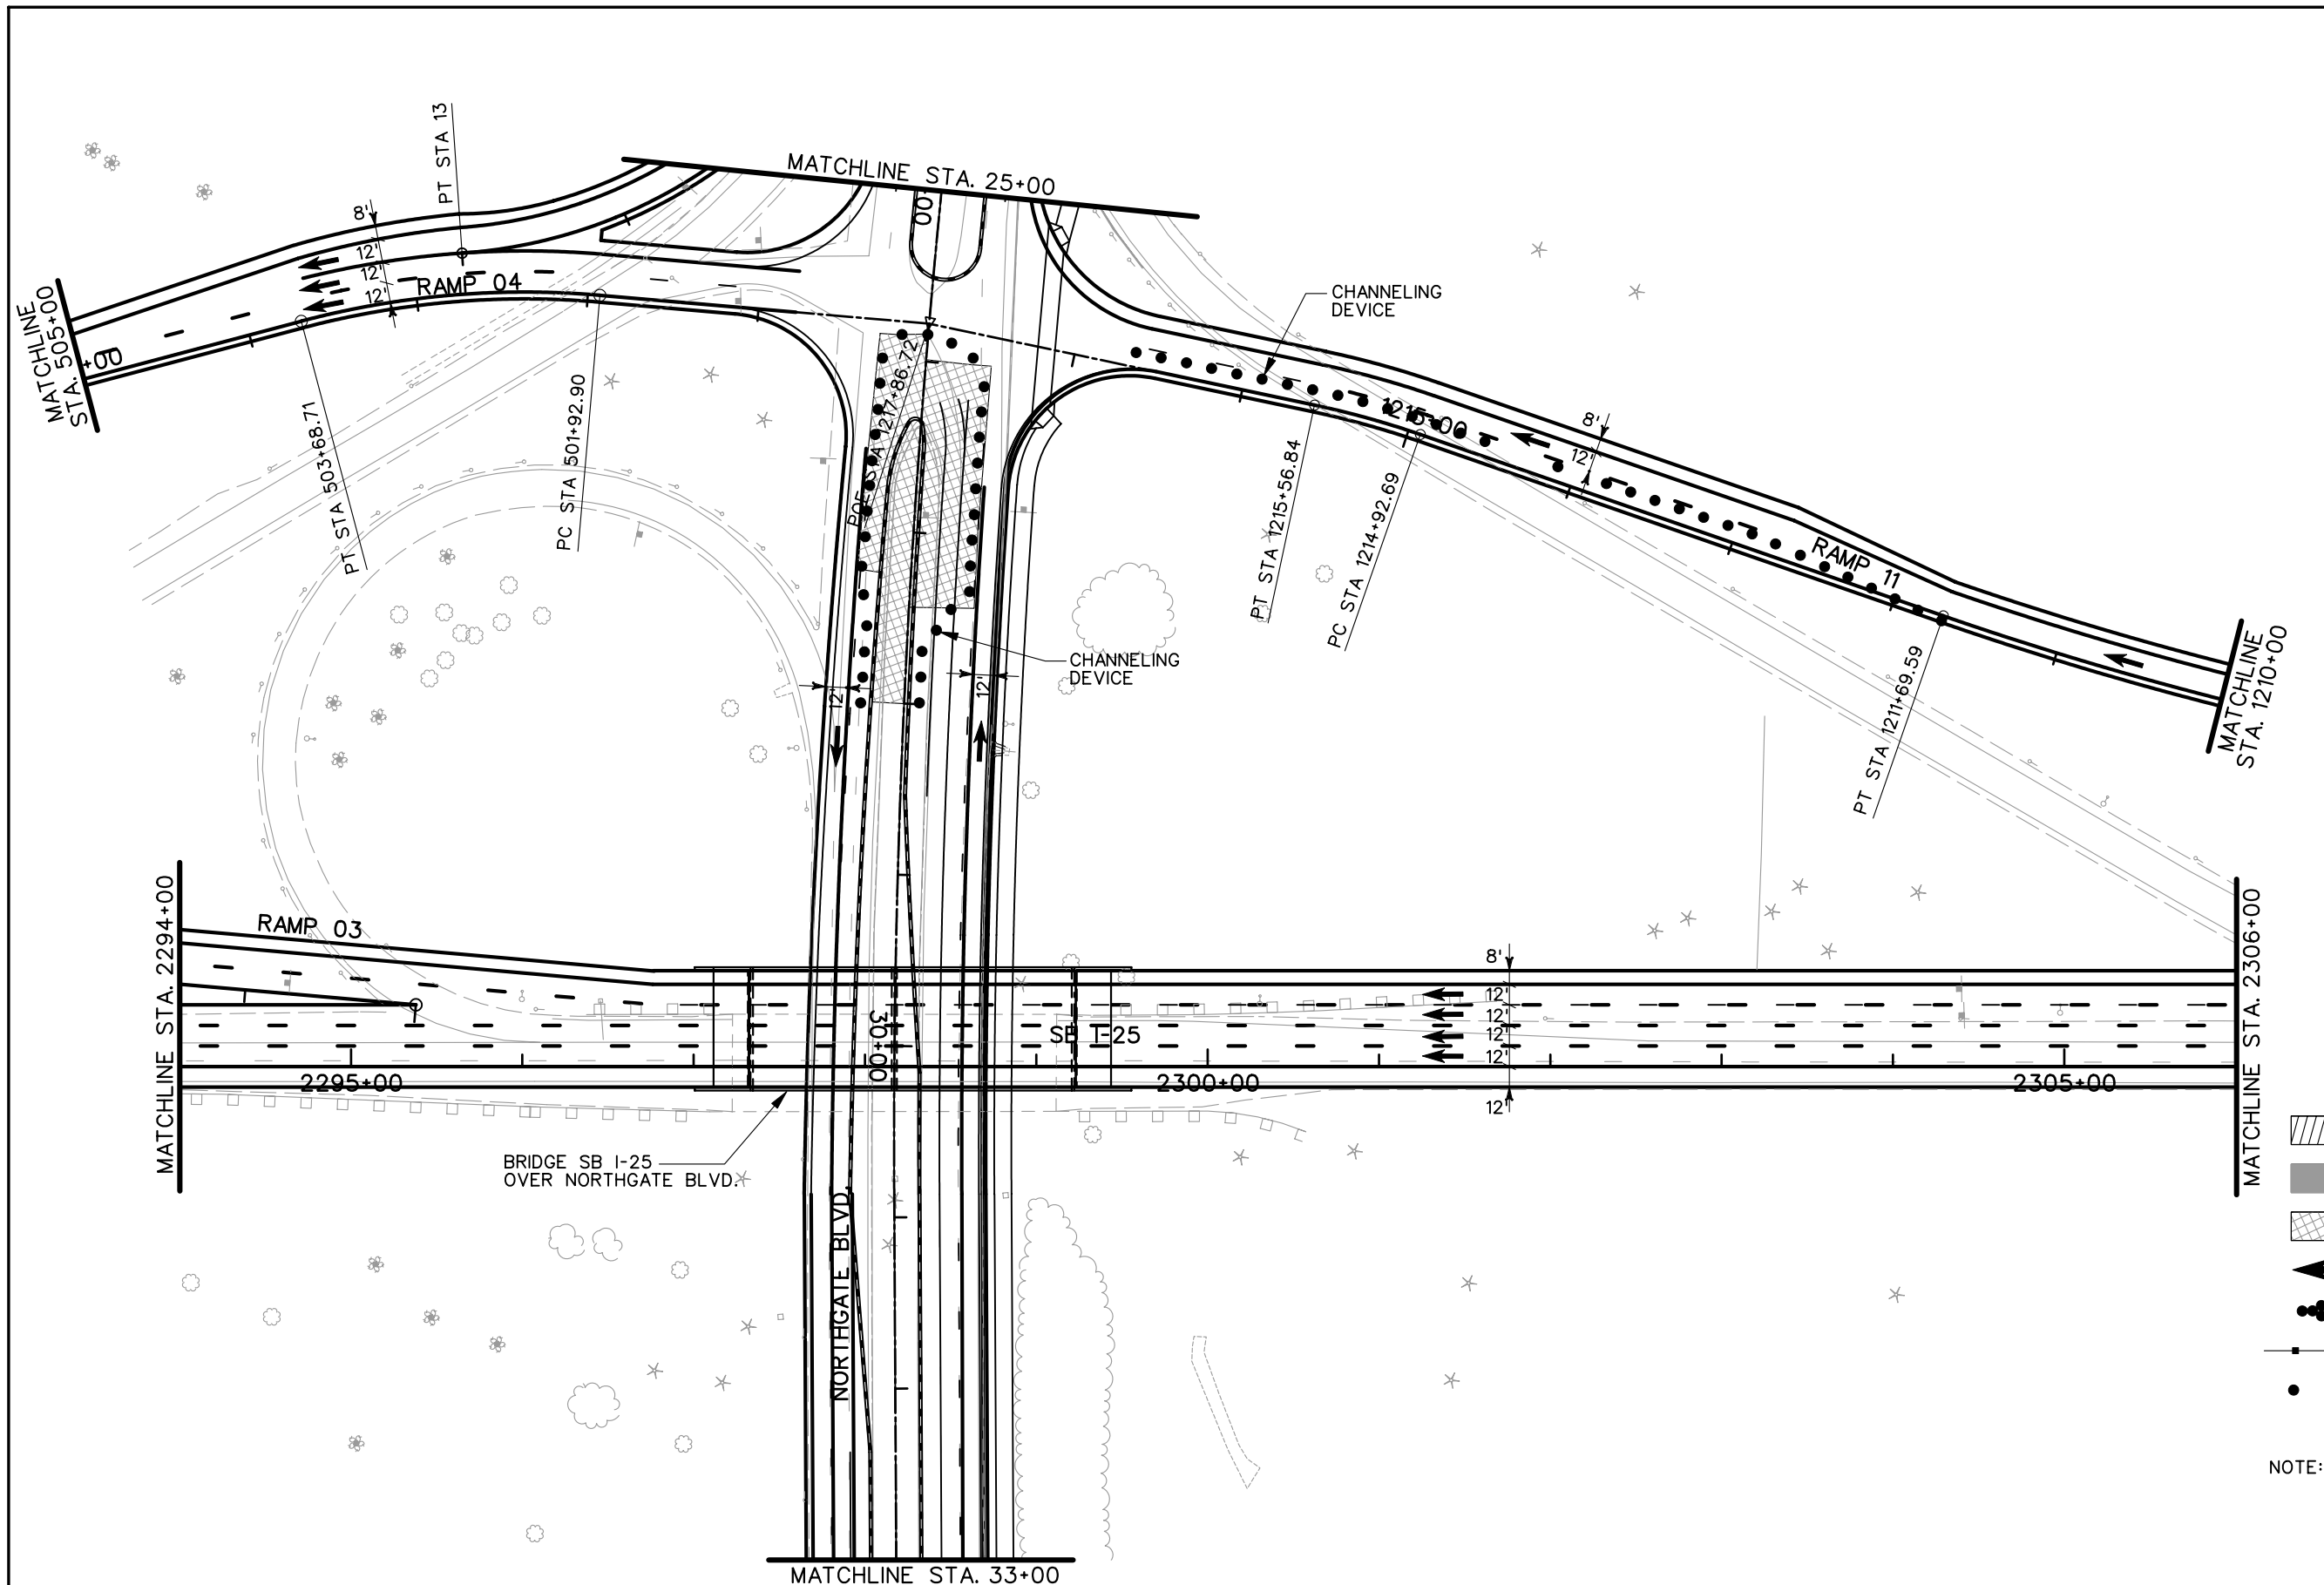 MATCHLINE STA. 25+00
00
PT STA 13
8'
12'
12'
12'
RAMP 04
MATCHLINE
STA. 505+00
+00
PT STA 503+68.71
PC STA 501+92.90
POE STA 1217+86.72
CHANNELING
DEVICE
1215+00
8'
12'
RAMP 11
PT STA 1215+56.84
PC STA 1214+92.69
PT STA 1211+69.59
MATCHLINE
STA. 1210+00
CHANNELING
DEVICE
12'
12'
MATCHLINE STA. 2294+00
RAMP 03
8'
12'
12'
12'
12'
12'
SB I-25
30+00
2295+00
2300+00
2305+00
MATCHLINE STA. 2306+00
BRIDGE SB I-25
OVER NORTHGATE BLVD.
NORTHGATE BLVD.
NOTE:
MATCHLINE STA. 33+00